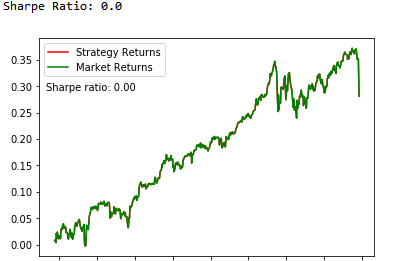 Sharpe Ratio: 0.0
Strategy Returns
Market Returns
Sharpe ratio: 0.00
0.35
0.30
0.25
0.20
0.15
0.10
0.05
0.00